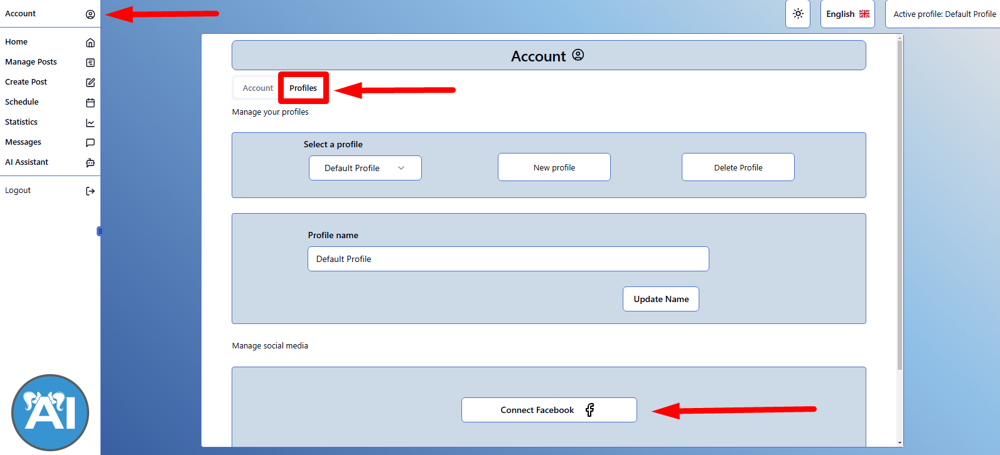 Account
Home
Manage Posts
Create Post
Schedule
Statistics
Messages
AI Assistant
Logout
AI
English
Active profile: Default Profile
Account
Account Profiles
Manage your profiles
Select a profile
Default Profile
New profile
Delete Profile
Profile name
Default Profile
Update Name
Manage social media
Connect Facebook